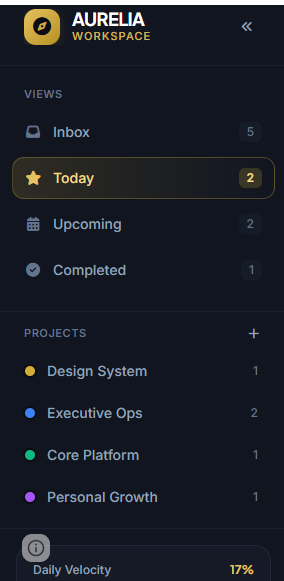 AURELIA
WORKSPACE
VIEWS
Inbox 5
Today 2
Upcoming 2
Completed 1
PROJECTS +
Design System 1
Executive Ops 2
Core Platform 1
Personal Growth 1
Daily Velocity 17%